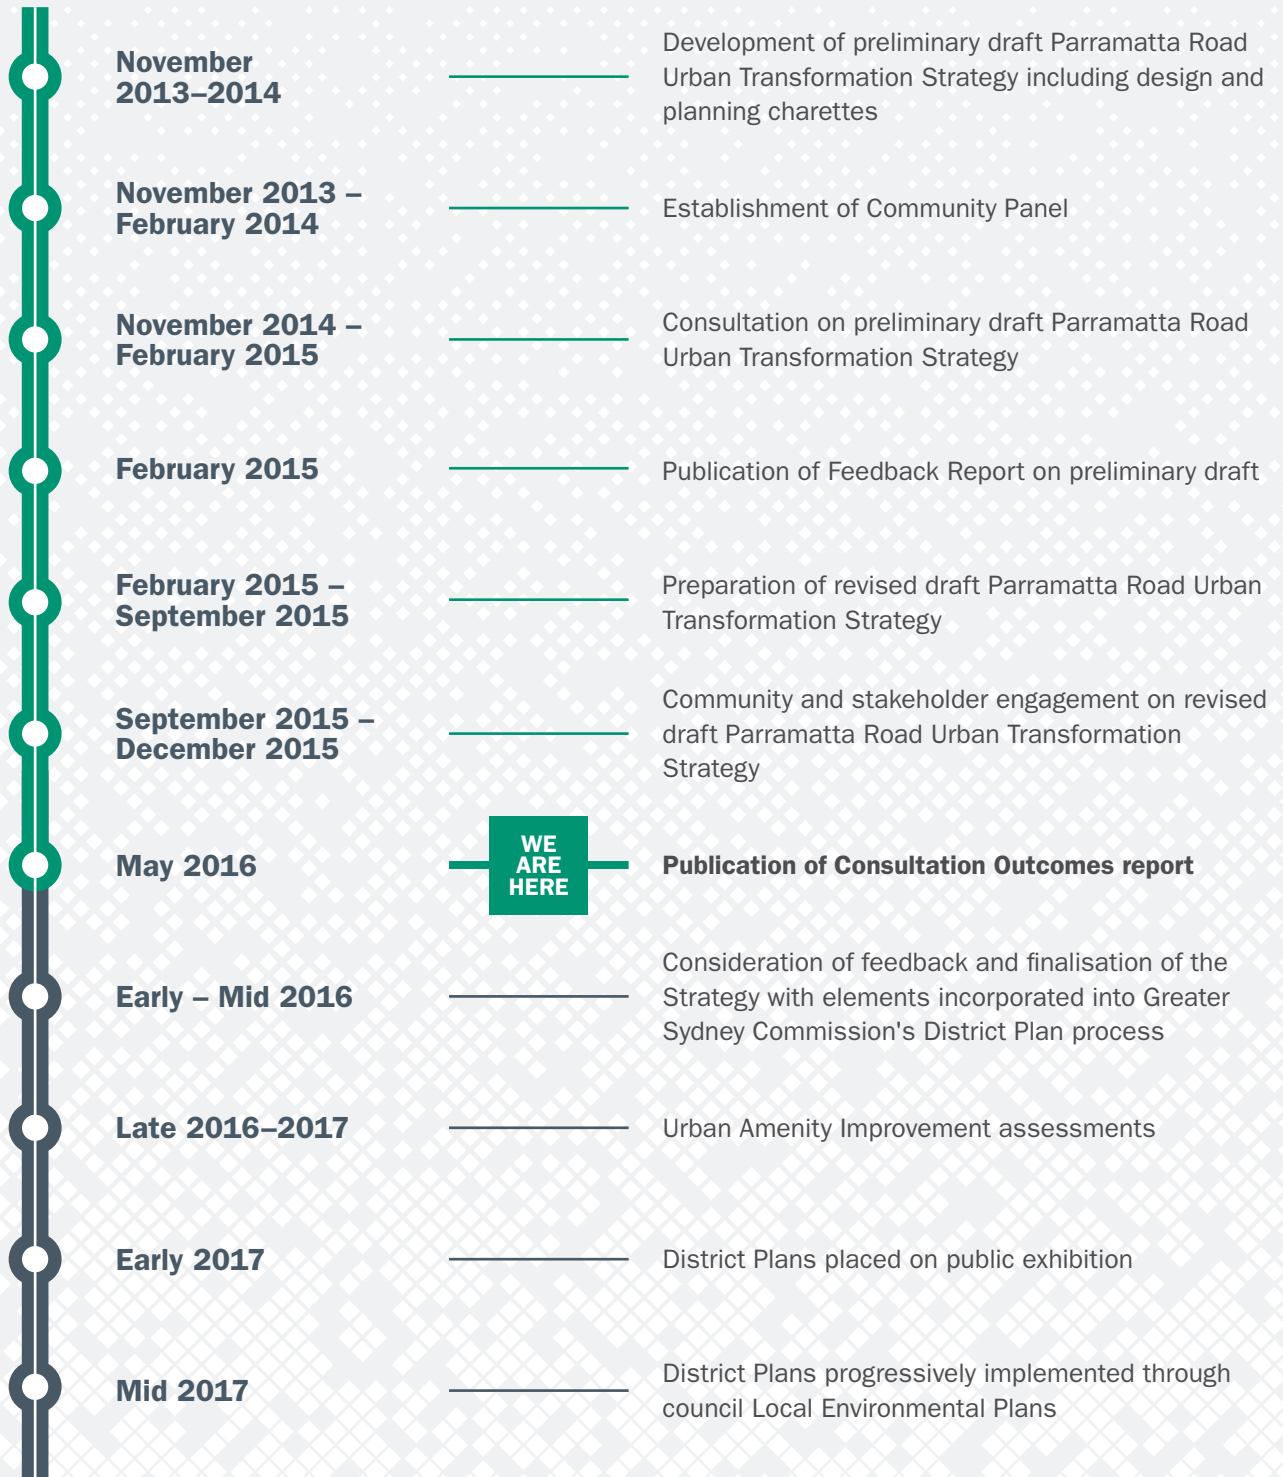 November
2013–2014
Development of preliminary draft Parramatta Road
Urban Transformation Strategy including design and
planning charettes
November 2013 –
February 2014
Establishment of Community Panel
November 2014 –
February 2015
Consultation on preliminary draft Parramatta Road
Urban Transformation Strategy
February 2015
Publication of Feedback Report on preliminary draft
February 2015 –
September 2015
Preparation of revised draft Parramatta Road Urban
Transformation Strategy
September 2015 –
December 2015
Community and stakeholder engagement on revised
draft Parramatta Road Urban Transformation
Strategy
May 2016
WE
ARE
HERE
Publication of Consultation Outcomes report
Early – Mid 2016
Consideration of feedback and finalisation of the
Strategy with elements incorporated into Greater
Sydney Commission's District Plan process
Late 2016–2017
Urban Amenity Improvement assessments
Early 2017
District Plans placed on public exhibition
Mid 2017
District Plans progressively implemented through
council Local Environmental Plans